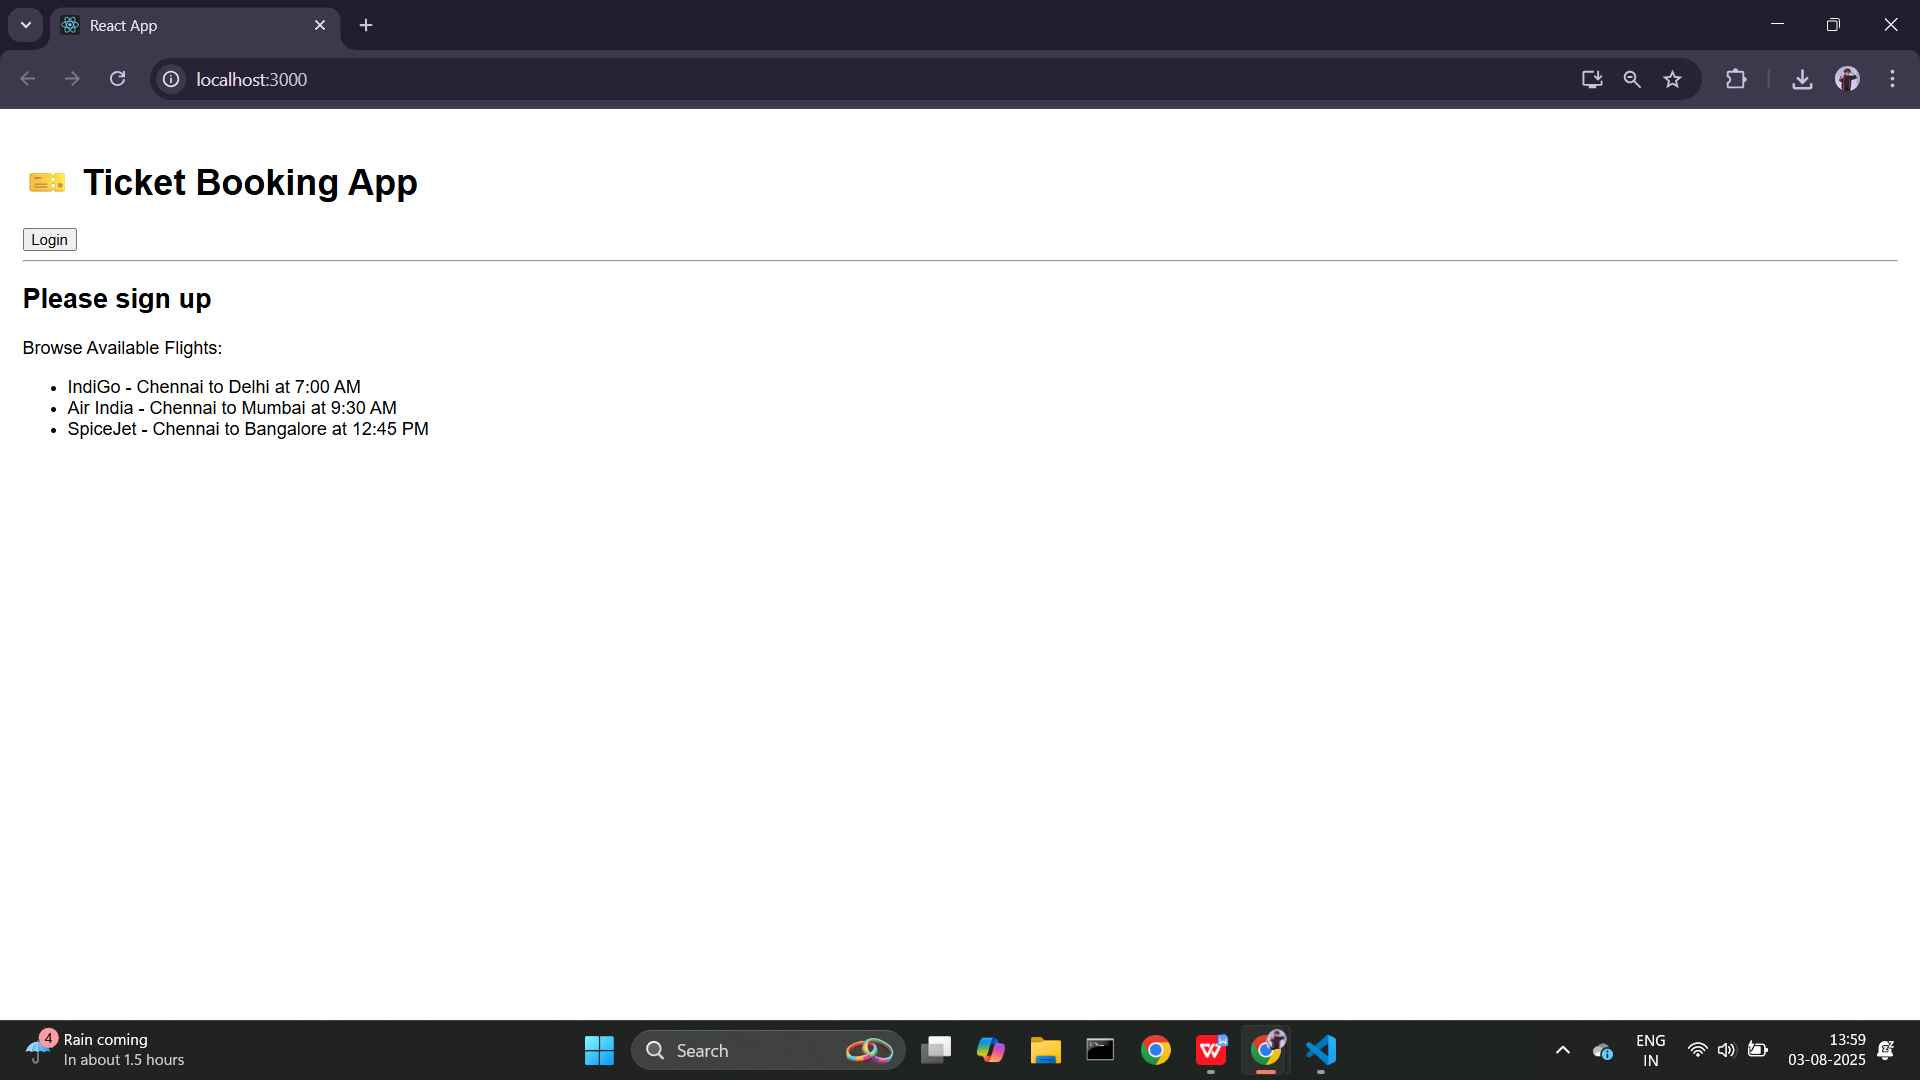 React App
localhost:3000
Ticket Booking App
Login
Please sign up
Browse Available Flights:
IndiGo - Chennai to Delhi at 7:00 AM
Air India - Chennai to Mumbai at 9:30 AM
SpiceJet - Chennai to Bangalore at 12:45 PM
4
Rain coming
In about 1.5 hours
Search
ENG
IN
13:59
03-08-2025